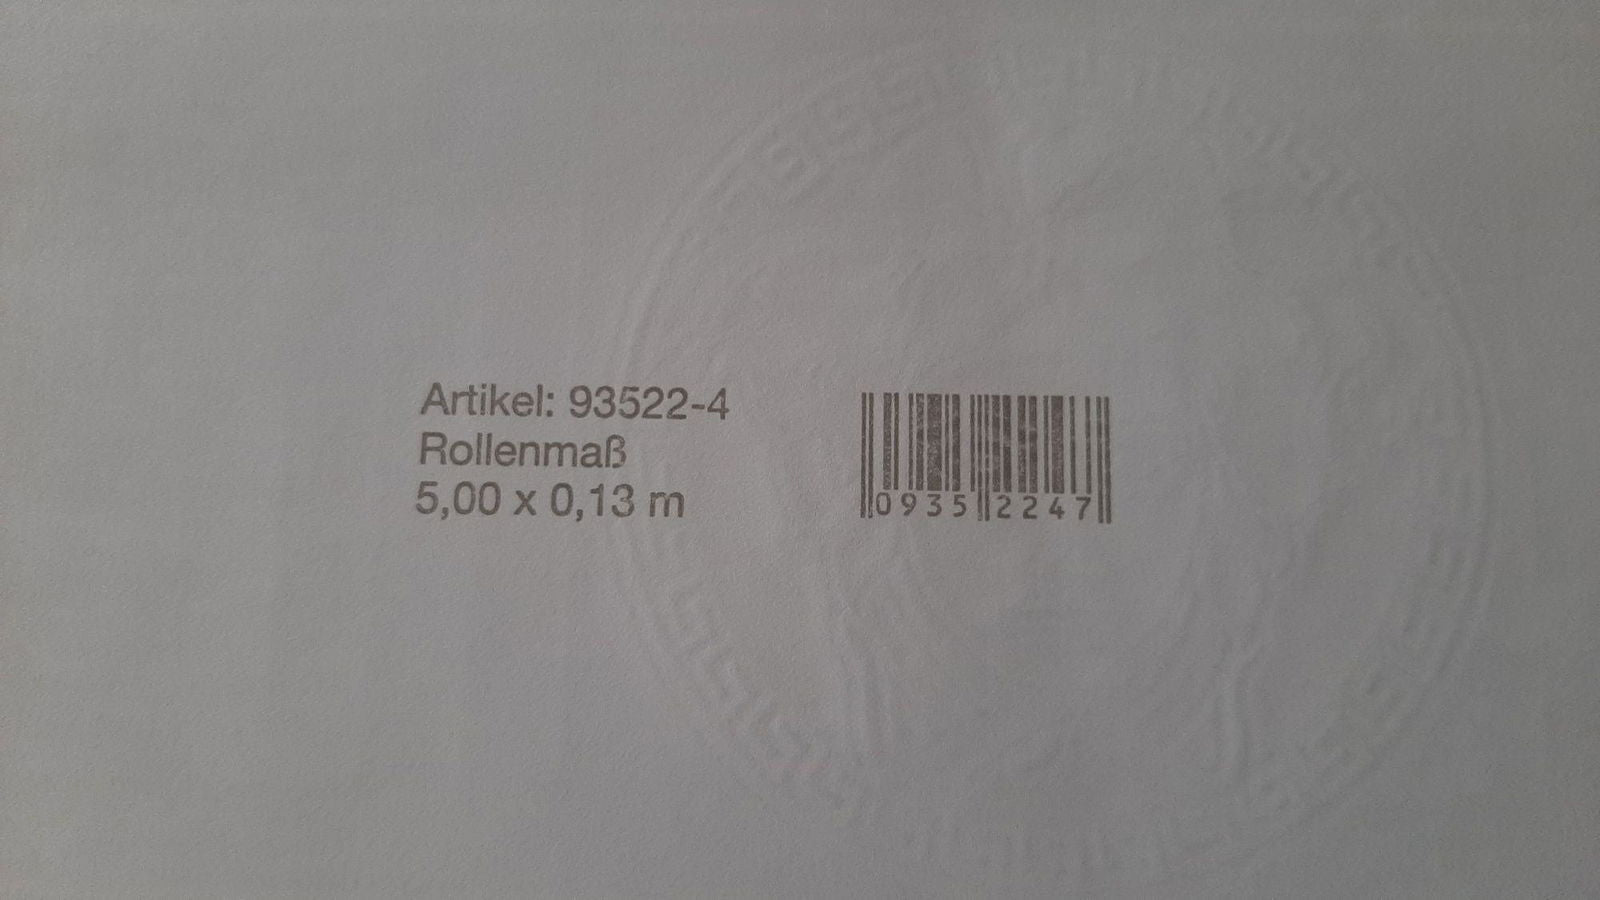 Artikel: 93522-4
Rollenmaß
5,00 x 0,13 m
0935 2247